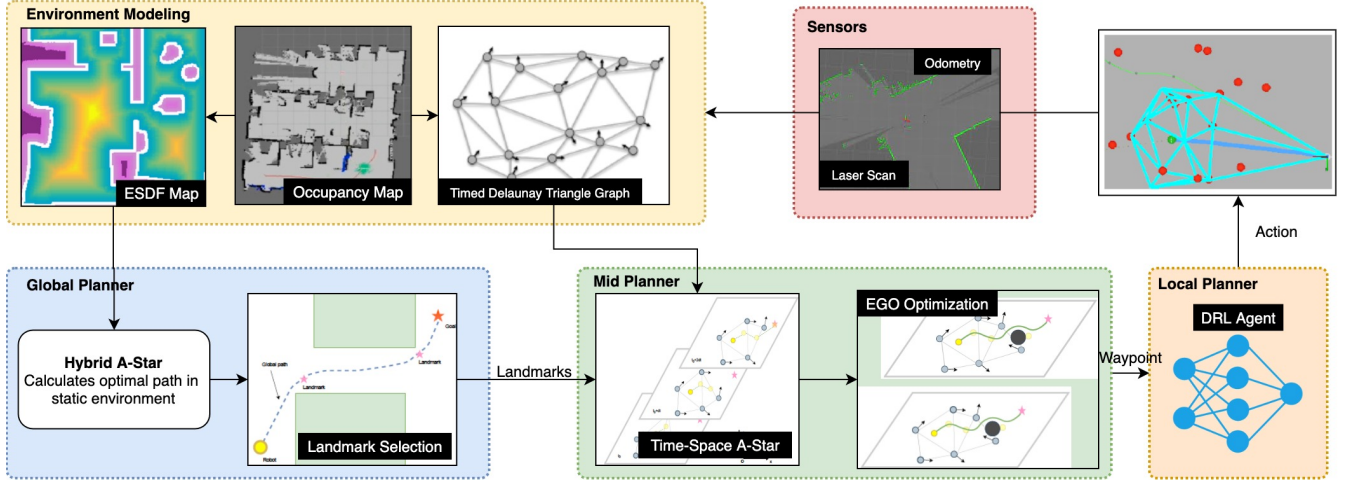 Environment Modeling
ESDF Map
Occupancy Map
Timed Delaunay Triangle Graph
Sensors
Odometry
Laser Scan
Action
Global Planner
Hybrid A-Star
Calculates optimal path in
static environment
Global path
Goal
Landmark
Landmark
Robot
Landmark Selection
Landmarks
Mid Planner
Time-Space A-Star
EGO Optimization
Waypoint
Local Planner
DRL Agent